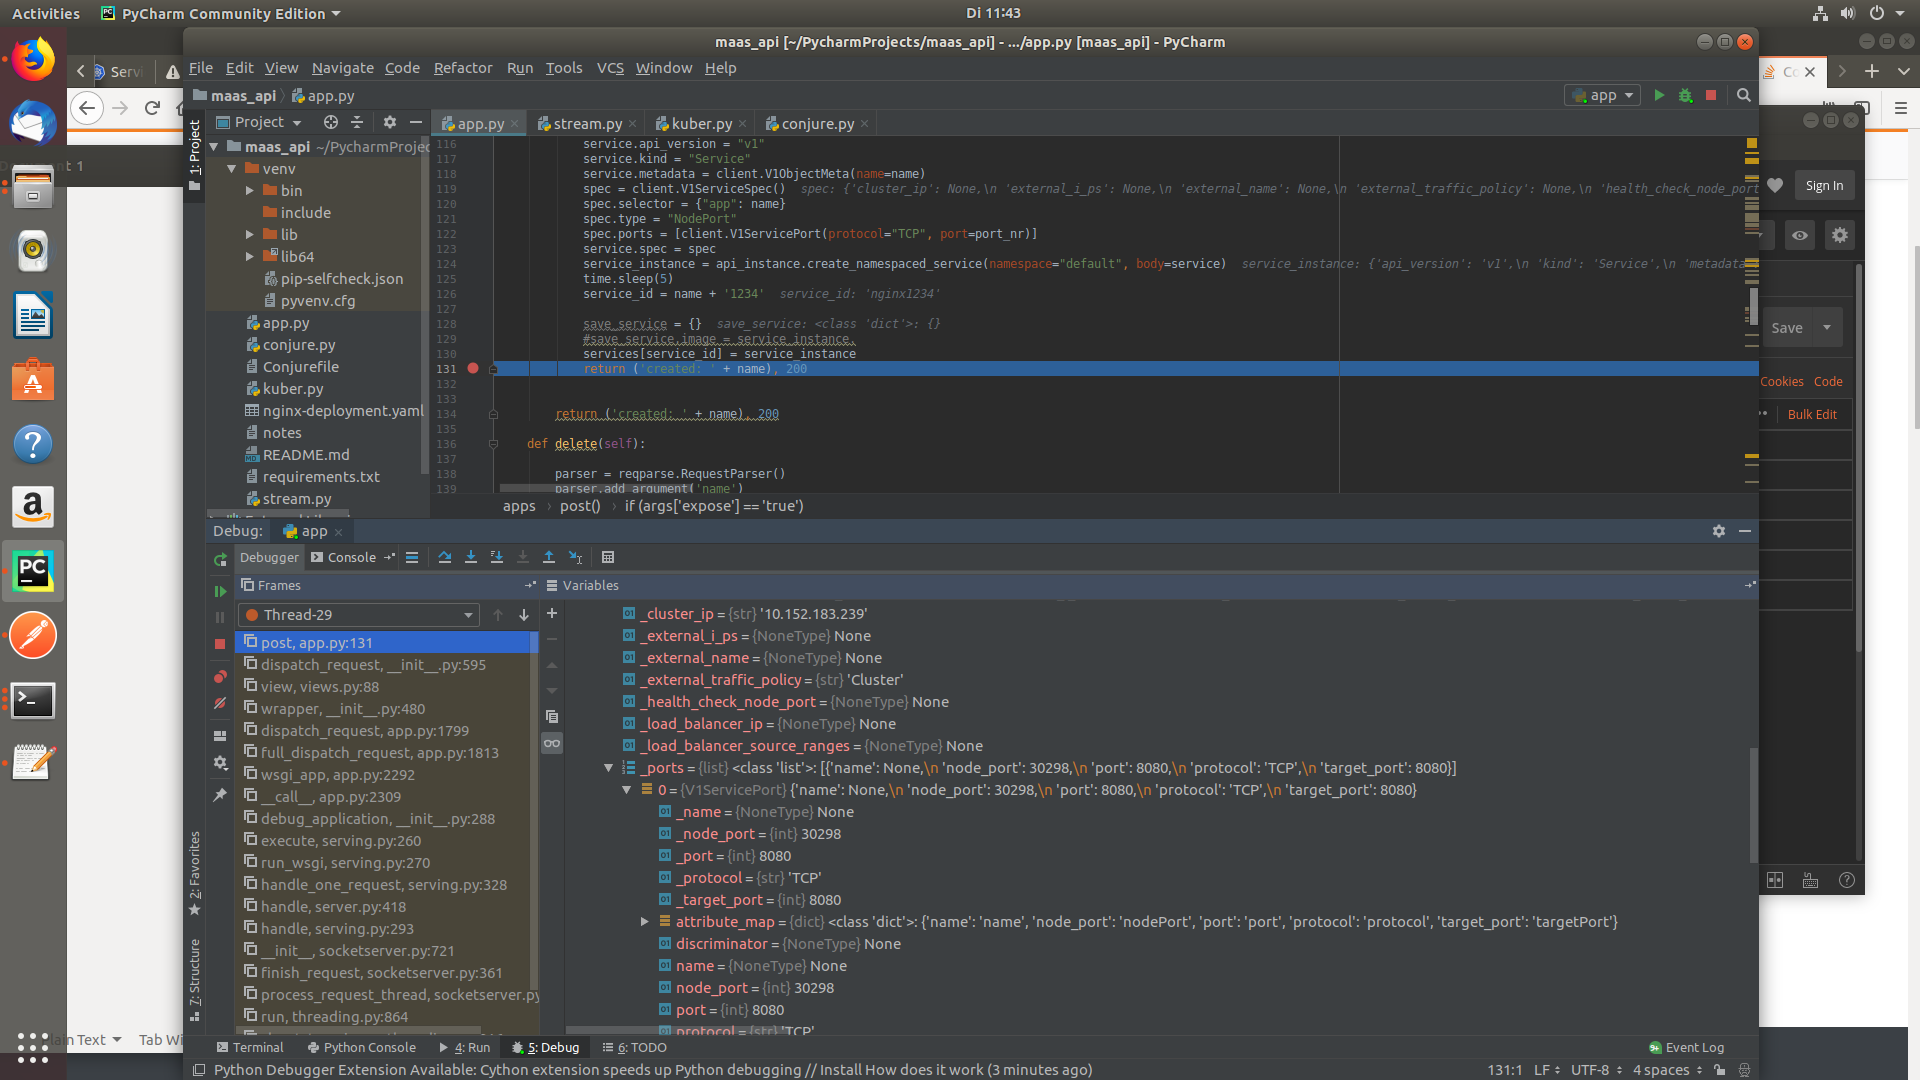 Activities
PyCharm Community Edition
Di 11:43
maas_api [~/PycharmProjects/maas_api] - .../app.py [maas_api] - PyCharm
File Edit View Navigate Code Refactor Run Tools VCS Window Help
maas_api
app.py
app
Project
app.py
stream.py
kuber.py
conjure.py
1: Project
maas_api ~/PycharmProjec
venv
bin
include
lib
lib64
pip-selfcheck.json
pyvenv.cfg
app.py
conjure.py
Conjurefile
kuber.py
nginx-deployment.yaml
notes
README.md
requirements.txt
stream.py
116 service.api_version = "v1"
117 service.kind = "Service"
118 service.metadata = client.V1ObjectMeta(name=name)
119 spec = client.V1ServiceSpec() spec: {'cluster_ip': None,\n 'external_i_ps': None,\n 'external_name': None,\n 'external_traffic_policy': None,\n 'health_check_node_port
120 spec.selector = {"app": name}
121 spec.type = "NodePort"
122 spec.ports = [client.V1ServicePort(protocol="TCP", port=port_nr)]
123 service.spec = spec
124 service_instance = api_instance.create_namespaced_service(namespace="default", body=service) service_instance: {'api_version': 'v1',\n 'kind': 'Service',\n 'metadata
125 time.sleep(5)
126 service_id = name + '1234' service_id: 'nginx1234'
127
128 save_service = {} save_service: <class 'dict'>: {}
129 #save_service.image = service_instance.
130 services[service_id] = service_instance
131 return ('created: ' + name), 200
132
133
134 return ('created: ' + name), 200
135
136 def delete(self):
137
138 parser = reqparse.RequestParser()
139 parser.add_argument('name')
apps
post()
if (args['expose'] == 'true')
Debug:
app
Debugger
Console
Frames
Variables
Thread-29
post, app.py:131
dispatch_request, __init__.py:595
view, views.py:88
wrapper, __init__.py:480
dispatch_request, app.py:1799
full_dispatch_request, app.py:1813
wsgi_app, app.py:2292
__call__, app.py:2309
debug_application, __init__.py:288
execute, serving.py:260
run_wsgi, serving.py:270
handle_one_request, serving.py:328
handle, server.py:418
handle, serving.py:293
__init__, socketserver.py:721
finish_request, socketserver.py:361
process_request_thread, socketserver.py
run, threading.py:864
_cluster_ip = {str} '10.152.183.239'
_external_i_ps = {NoneType} None
_external_name = {NoneType} None
_external_traffic_policy = {str} 'Cluster'
_health_check_node_port = {NoneType} None
_load_balancer_ip = {NoneType} None
_load_balancer_source_ranges = {NoneType} None
_ports = {list} <class 'list'>: [{'name': None,\n 'node_port': 30298,\n 'port': 8080,\n 'protocol': 'TCP',\n 'target_port': 8080}]
0 = {V1ServicePort} {'name': None,\n 'node_port': 30298,\n 'port': 8080,\n 'protocol': 'TCP',\n 'target_port': 8080}
_name = {NoneType} None
_node_port = {int} 30298
_port = {int} 8080
_protocol = {str} 'TCP'
_target_port = {int} 8080
attribute_map = {dict} <class 'dict'>: {'name': 'name', 'node_port': 'nodePort', 'port': 'port', 'protocol': 'protocol', 'target_port': 'targetPort'}
discriminator = {NoneType} None
name = {NoneType} None
node_port = {int} 30298
port = {int} 8080
protocol = {str} 'TCP'
2: Favorites
7: Structure
Terminal
Python Console
4: Run
5: Debug
6: TODO
Event Log
Python Debugger Extension Available: Cython extension speeds up Python debugging // Install How does it work (3 minutes ago)
131:1 LF UTF-8 4 spaces
Servi
Co
Sign In
Save
Cookies Code
Bulk Edit
ain Text
Tab Wi